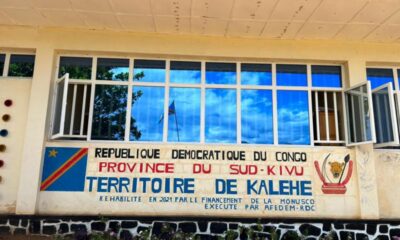 REPUBLIQUE DEMOCRATIQUE DU CONGO
PROVINCE DU SUD-KIVU
TERRITOIRE DE KALEHE
REHABILITE EN 2021 PAR LE FINANCEMENT DE LA MONUSCO
EXECUTE PAR AFEDEM-RDC